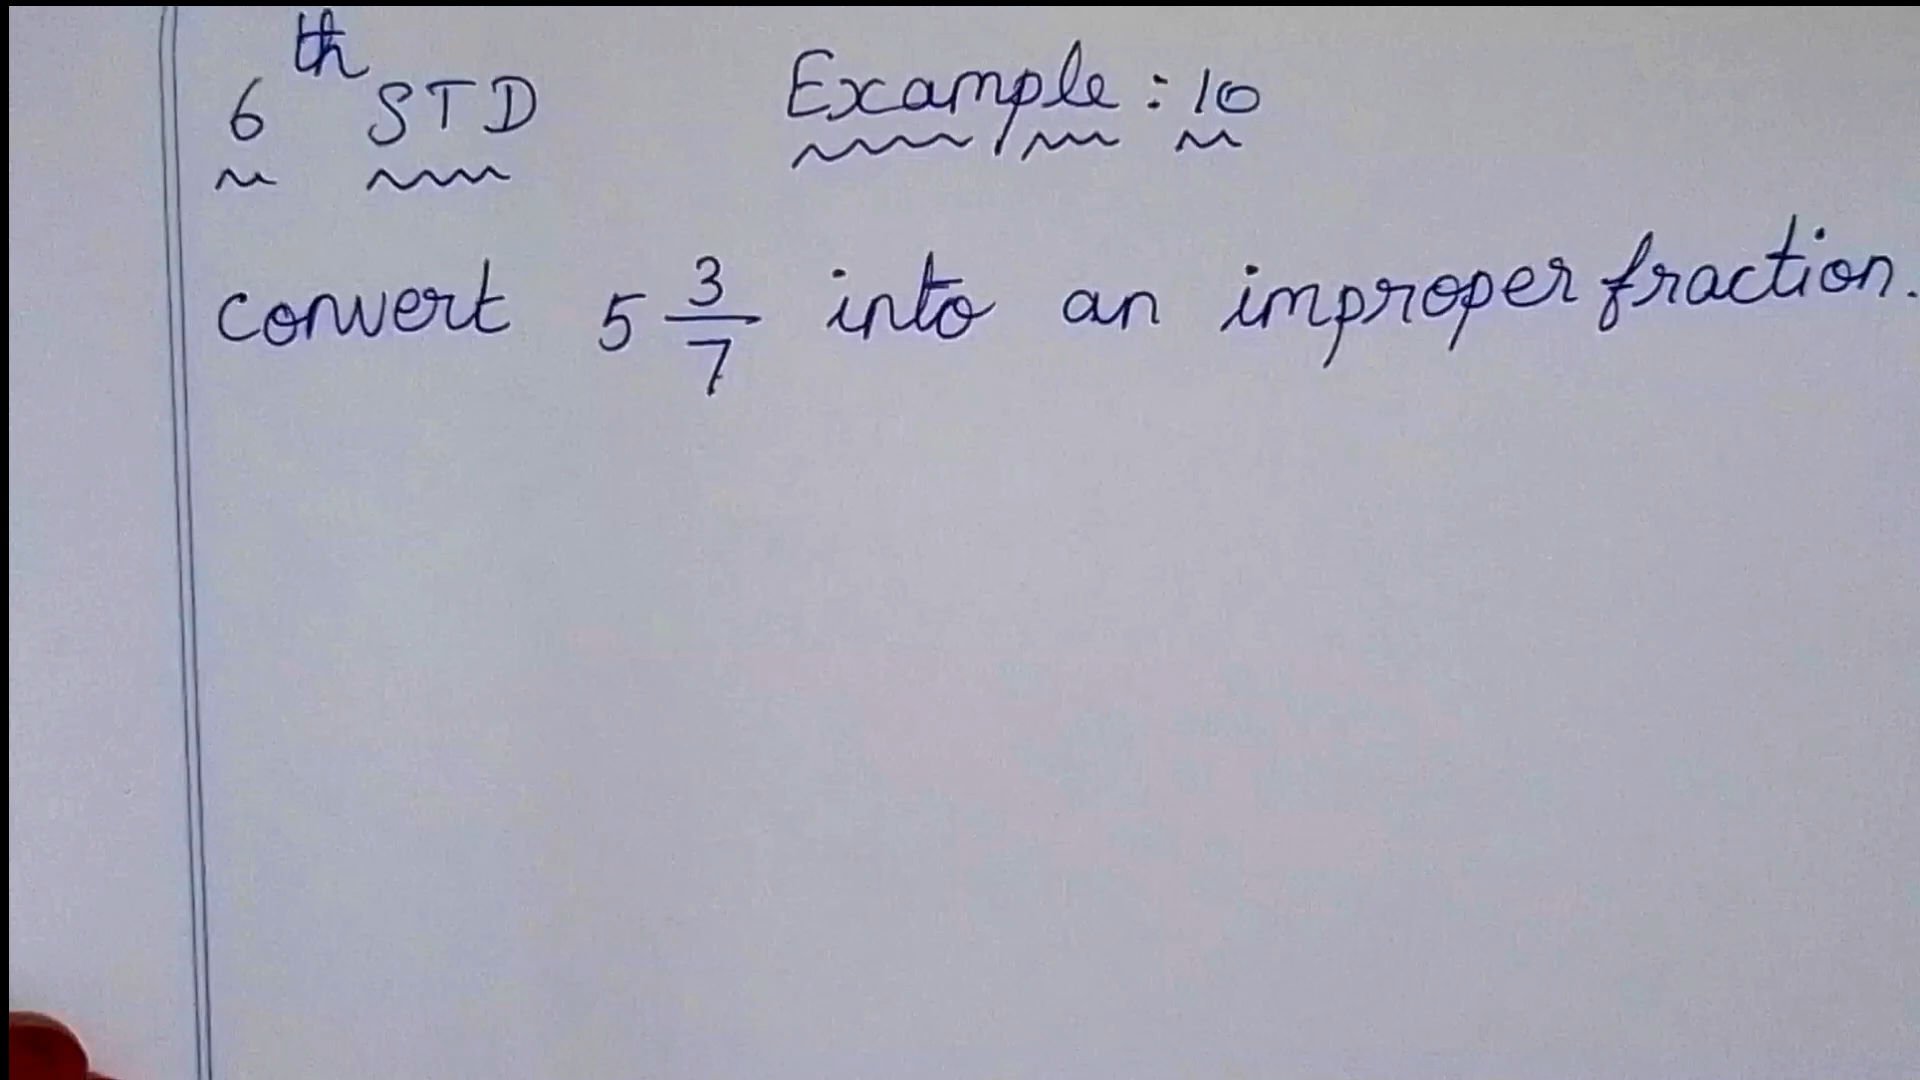 6th STD Example : 10
convert 5 3/7 into an improper fraction.